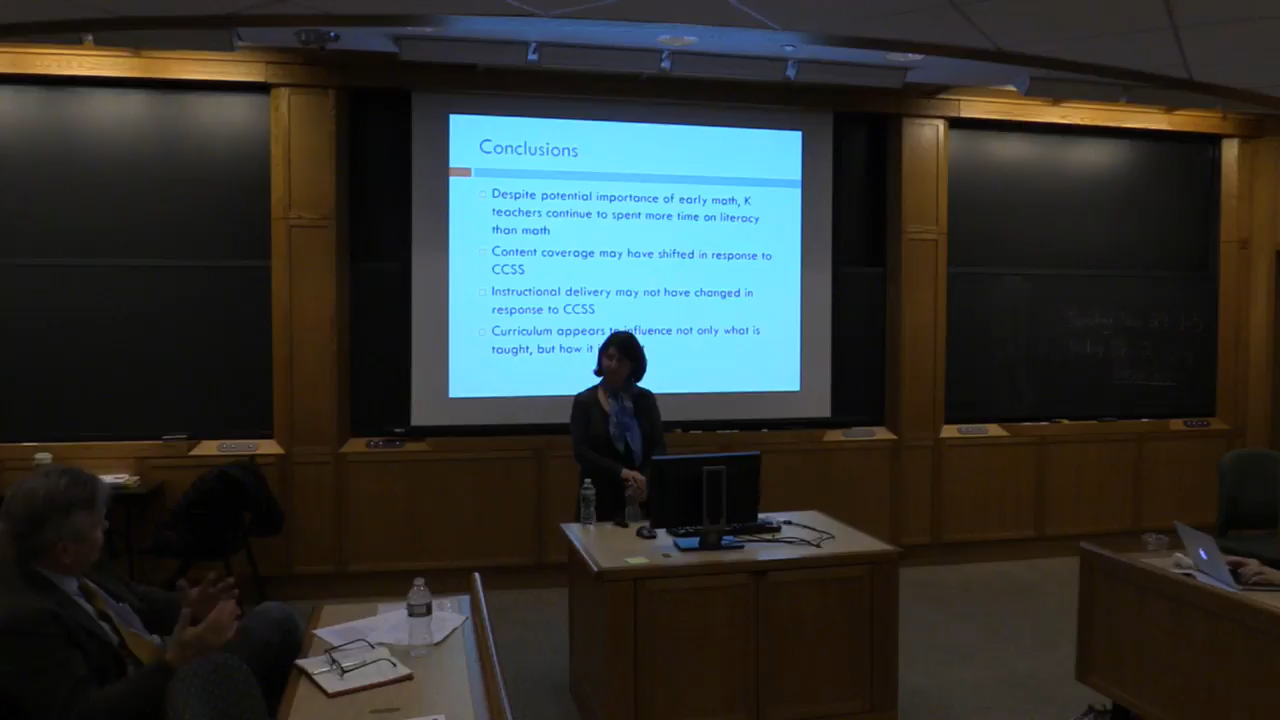 Conclusions
Despite potential importance of early math, K
teachers continue to spent more time on literacy
than math
Content coverage may have shifted in response to
CCSS
Instructional delivery may not have changed in
response to CCSS
Curriculum appears to influence not only what is
taught, but how it